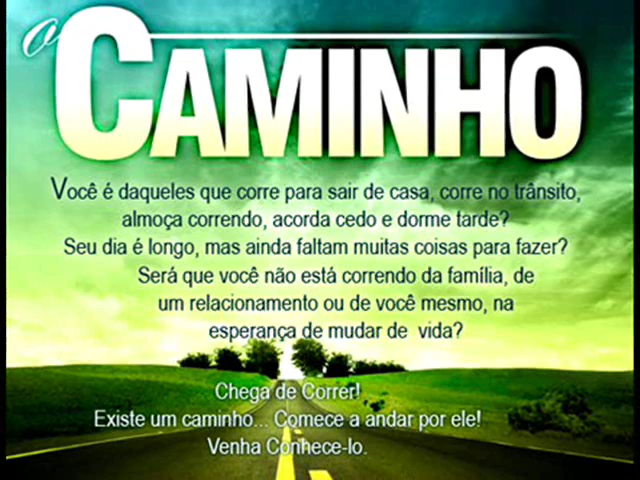 o
CAMINHO
Você é daqueles que corre para sair de casa, corre no trânsito,
almoça correndo, acorda cedo e dorme tarde?
Seu dia é longo, mas ainda faltam muitas coisas para fazer?
Será que você não está correndo da família, de
um relacionamento ou de você mesmo, na
esperança de mudar de vida?
Chega de Correr!
Existe um caminho... Comece a andar por ele!
Venha Conhece-lo.